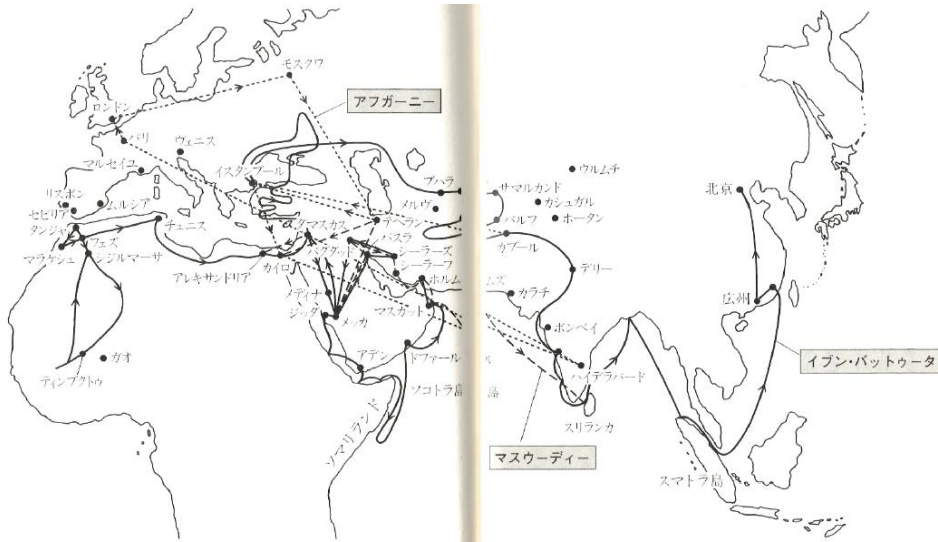 モスクワ
ロンドン
アフガーニー
パリ
ヴェニス
マルセイユ
イスタンブール
リスボン
セビリア
ムルシア
タンジャ
フェズ
チュニス
マラケシュ
シジルマーサ
アレキサンドリア
カイロ
ダマスカス
バグダッド
テヘラン
バスラ
シーラーズ
シーラーフ
ホルム
ブハラ
メルヴ
メディナ
ジッダ
メッカ
マスカット
アデン
ドファール
ソコトラ島
ソマリランド
ガオ
ティンブクトゥ
ウルムチ
サマルカンド
カシュガル
バルフ
ホータン
カブール
北京
デリー
ムズ
カラチ
広州
ボンベイ
ハイデラバード
島
スリランカ
イブン・バットゥータ
マスウーディー
スマトラ島